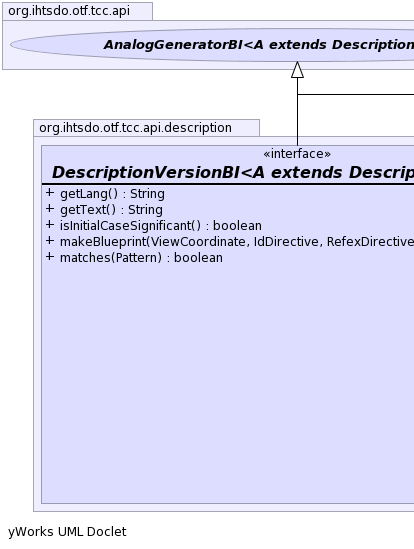 org.ihtsdo.otf.tcc.api
AnalogGeneratorBI<A extends Description
org.ihtsdo.otf.tcc.api.description
«interface»
DescriptionVersionBI<A extends Descrip
+ getLang() : String
+ getText() : String
+ isInitialCaseSignificant() : boolean
+ makeBlueprint(ViewCoordinate, IdDirective, RefexDirective
+ matches(Pattern) : boolean
yWorks UML Doclet